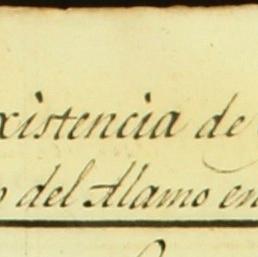 xistencia de
del Alamo en